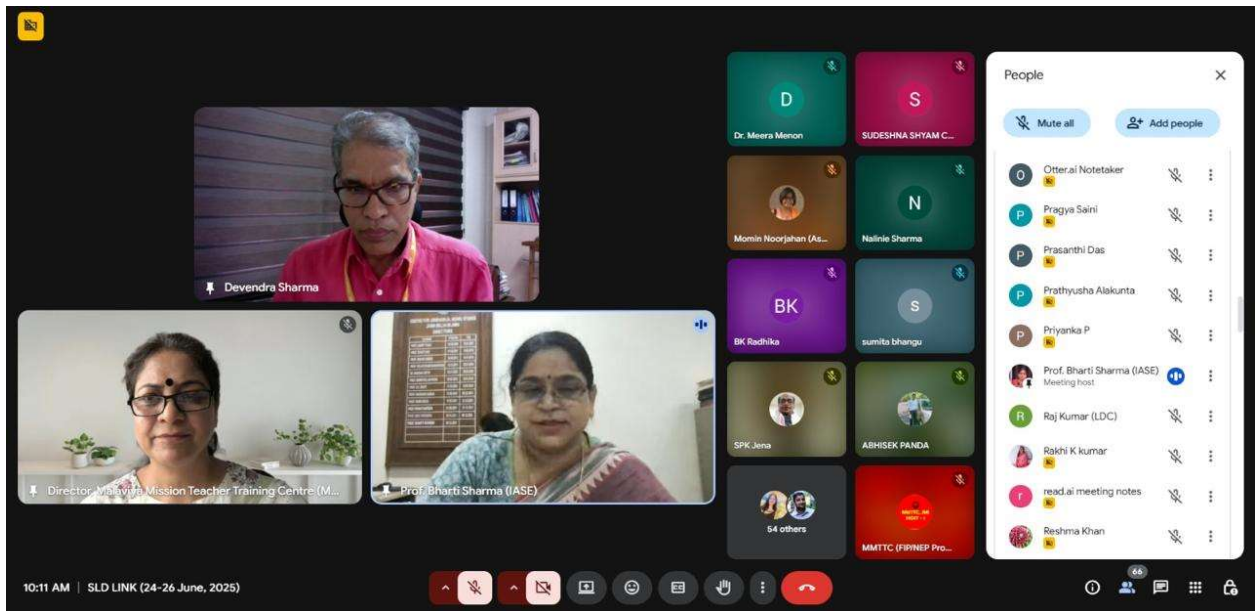 Devendra Sharma
Director, Malaviya Mission Teacher Training Centre (M...
Prof. Bharti Sharma (IASE)
D
Dr. Meera Menon
S
SUDESHNA SHYAM C...
Momin Noorjahan (As...
N
Nalinie Sharma
BK
BK Radhika
s
sumita bhangu
SPK Jena
ABHISEK PANDA
54 others
MMTTC (FIP/NEP Pro...
People
Mute all
Add people
O
Otter.ai Notetaker
P
Pragya Saini
P
Prasanthi Das
P
Prathyusha Alakunta
P
Priyanka P
Prof. Bharti Sharma (IASE)
Meeting host
R
Raj Kumar (LDC)
Rakhi K kumar
r
read.ai meeting notes
Reshma Khan
10:11 AM | SLD LINK (24-26 June, 2025)
66